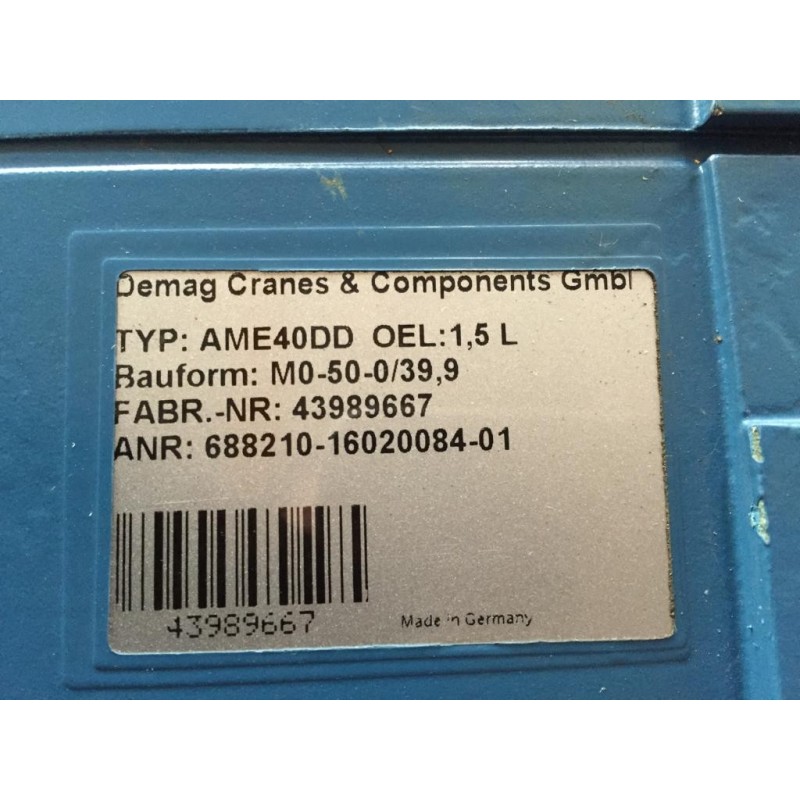 Demag Cranes & Components Gmbl
TYP: AME40DD OEL:1,5 L
Bauform: M0-50-0/39,9
FABR.-NR: 43989667
ANR: 688210-16020084-01
43989667
Made in Germany